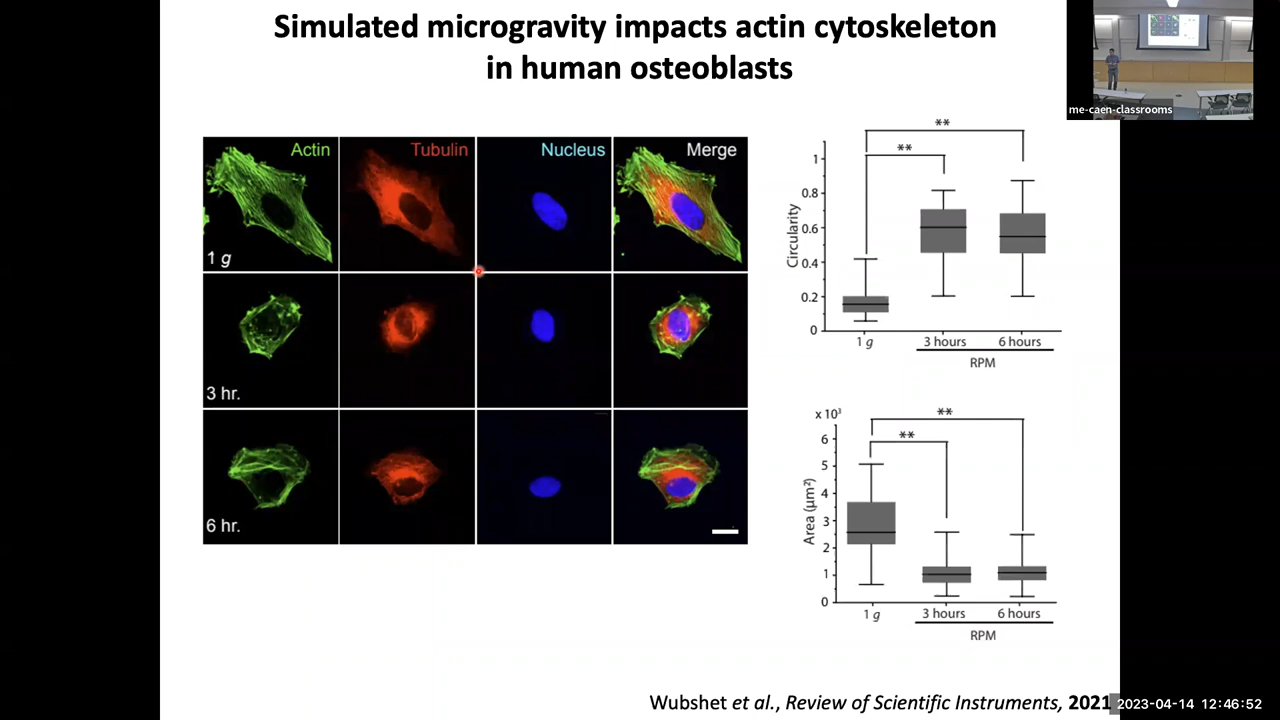 Simulated microgravity impacts actin cytoskeleton
in human osteoblasts
me-caen-classrooms
Actin
Tubulin
Nucleus
Merge
1 g
3 hr.
6 hr.
**
**
Circularity
1
0.8
0.6
0.4
0.2
0
1 g
3 hours
6 hours
RPM
x 10³
**
**
Area (µm²)
6
5
4
3
2
1
0
1 g
3 hours
6 hours
RPM
Wubshet et al., Review of Scientific Instruments, 2021
2023-04-14 12:46:52